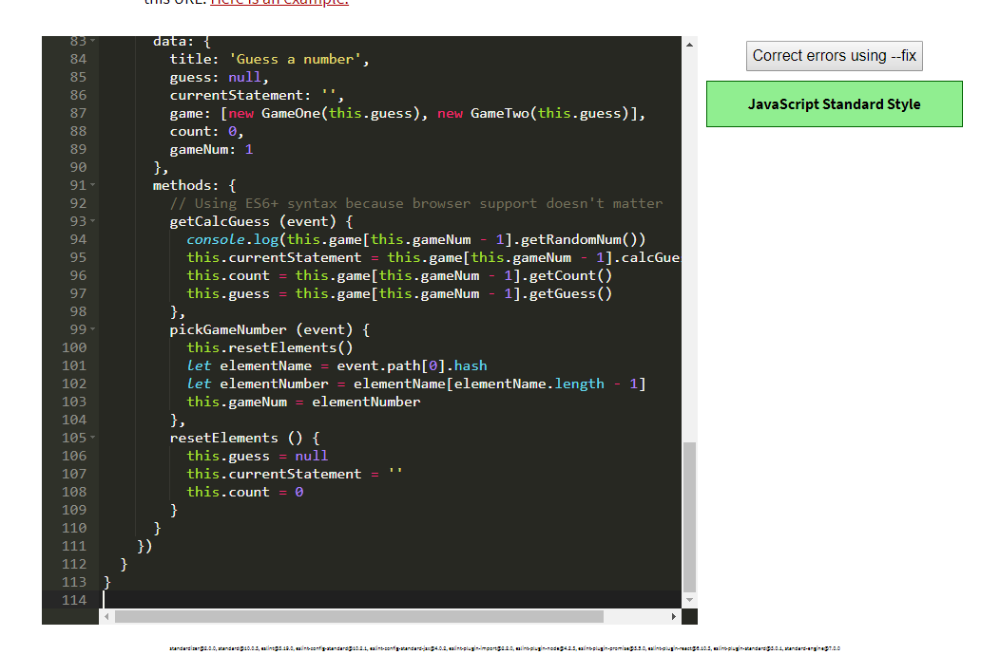 this URL. Here is an example.
83 data: {
84 title: 'Guess a number',
85 guess: null,
86 currentStatement: '',
87 game: [new GameOne(this.guess), new GameTwo(this.guess)],
88 count: 0,
89 gameNum: 1
90 },
91 methods: {
92 // Using ES6+ syntax because browser support doesn't matter
93 getCalcGuess (event) {
94 console.log(this.game[this.gameNum - 1].getRandomNum())
95 this.currentStatement = this.game[this.gameNum - 1].calcGue
96 this.count = this.game[this.gameNum - 1].getCount()
97 this.guess = this.game[this.gameNum - 1].getGuess()
98 },
99 pickGameNumber (event) {
100 this.resetElements()
101 let elementName = event.path[0].hash
102 let elementNumber = elementName[elementName.length - 1]
103 this.gameNum = elementNumber
104 },
105 resetElements () {
106 this.guess = null
107 this.currentStatement = ''
108 this.count = 0
109 }
110 }
111 })
112 }
113 }
114
Correct errors using --fix
JavaScript Standard Style